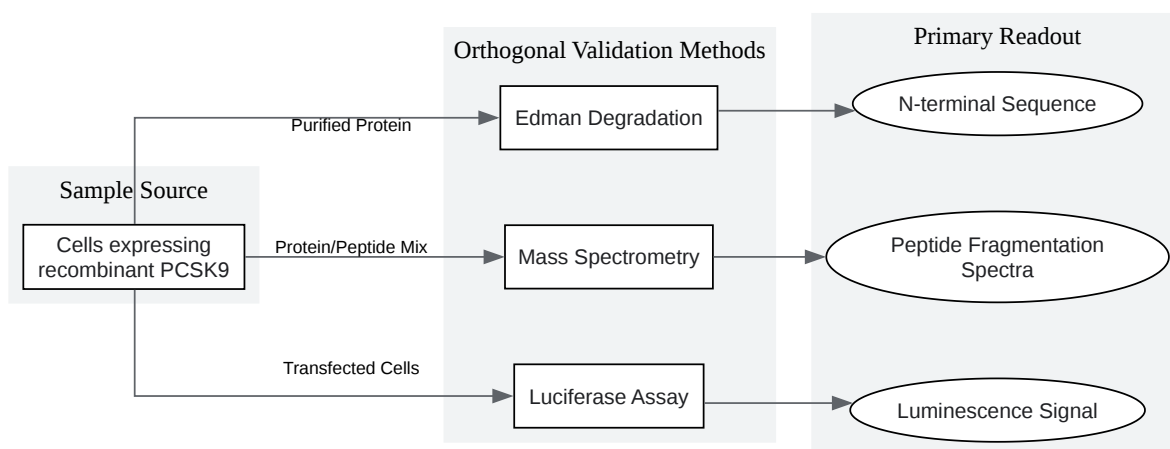 Orthogonal Validation Methods
Primary Readout
Edman Degradation
N-terminal Sequence
Purified Protein
Sample Source
Cells expressing
recombinant PCSK9
Protein/Peptide Mix
Mass Spectrometry
Peptide Fragmentation
Spectra
Transfected Cells
Luciferase Assay
Luminescence Signal